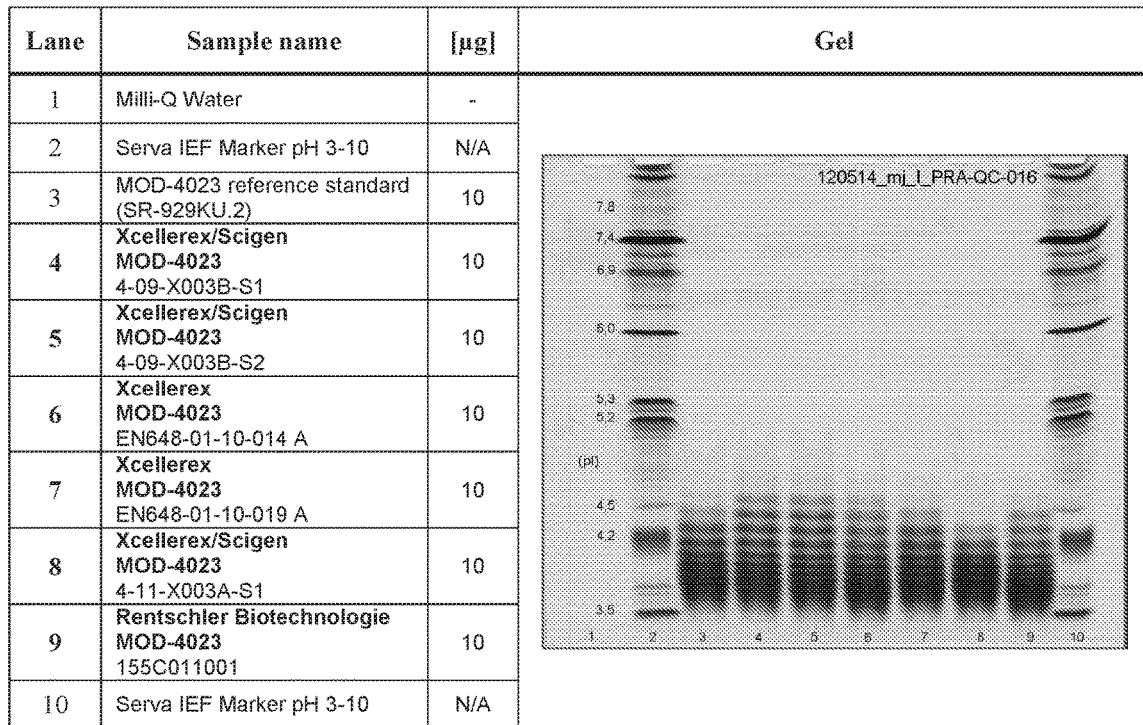 Lane Sample name [µg] Gel
1 Milli-Q Water -
2 Serva IEF Marker pH 3-10 N/A
3 MOD-4023 reference standard (SR-929KU.2) 10
4 Xcellerex/Scigen MOD-4023 4-09-X003B-S1 10
5 Xcellerex/Scigen MOD-4023 4-09-X003B-S2 10
6 Xcellerex MOD-4023 EN648-01-10-014 A 10
7 Xcellerex MOD-4023 EN648-01-10-019 A 10
8 Xcellerex/Scigen MOD-4023 4-11-X003A-S1 10
9 Rentschler Biotechnologie MOD-4023 155C011001 10
10 Serva IEF Marker pH 3-10 N/A
120514_mj_I_PRA-QC-016
7,8
7,4
6,9
6,0
5,3
5,2
(pI)
4,5
4,2
3,5
1 2 3 4 5 6 7 8 9 10